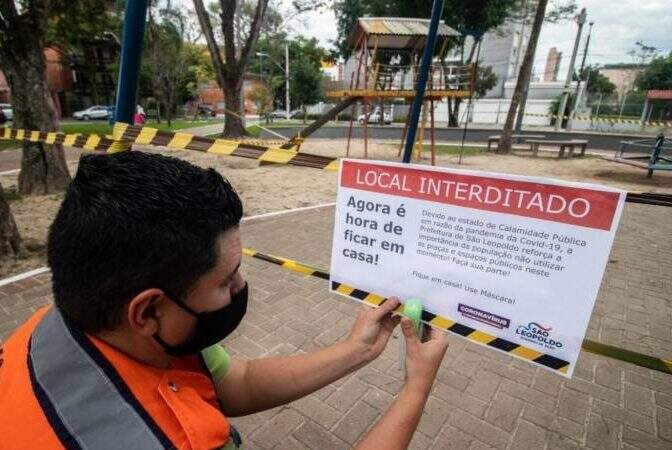 LOCAL INTERDITADO
Agora é
hora de
ficar em
casa!
Devido ao estado de Calamidade Pública
em razão da pandemia da Covid-19, a
Prefeitura de São Leopoldo reforça a
importância da população não utilizar
as praças e espaços públicos neste
momento! Faça sua parte!
Fique em casa! Use Máscara!
CORONAVÍRUS
SÃO
LEOPOLDO